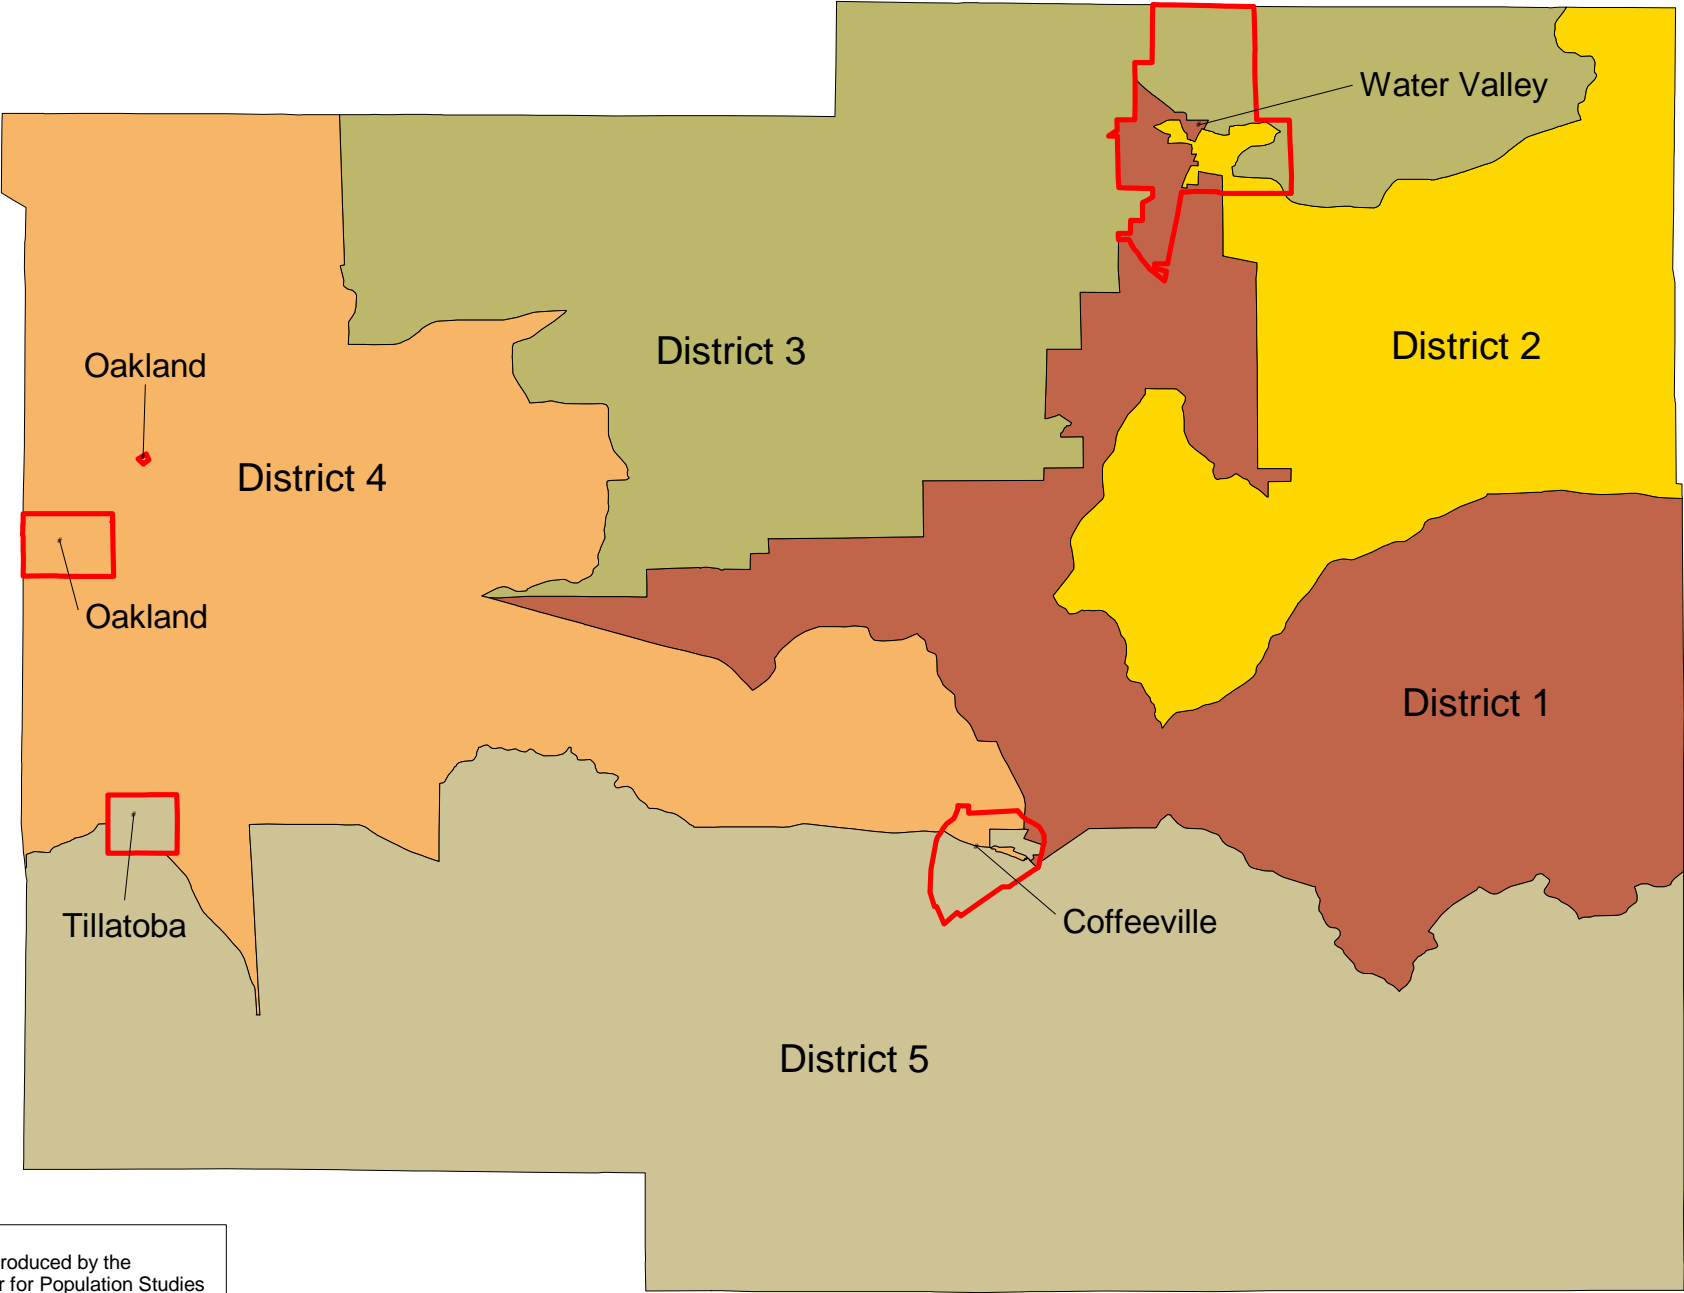 Water Valley
District 2
District 3
Oakland
District 4
Oakland
District 1
Tillatoba
Coffeeville
District 5
roduced by the
r for Population Studies